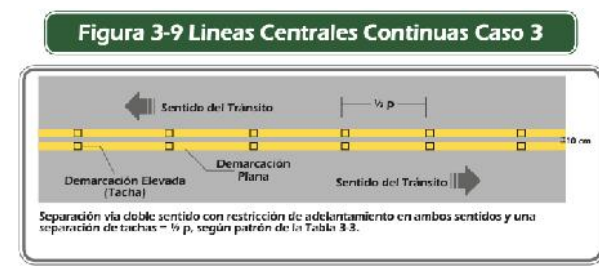 Figura 3-9 Lineas Centrales Continuas Caso 3
Sentido del Tránsito
½ p
10 cm
Demarcación Elevada
(Tacha)
Demarcación
Plana
Sentido del Tránsito
Separación via doble sentido con restricción de adelantamiento en ambos sentidos y una
separación de tachas = ½ p, según patrón de la Tabla 3-3.